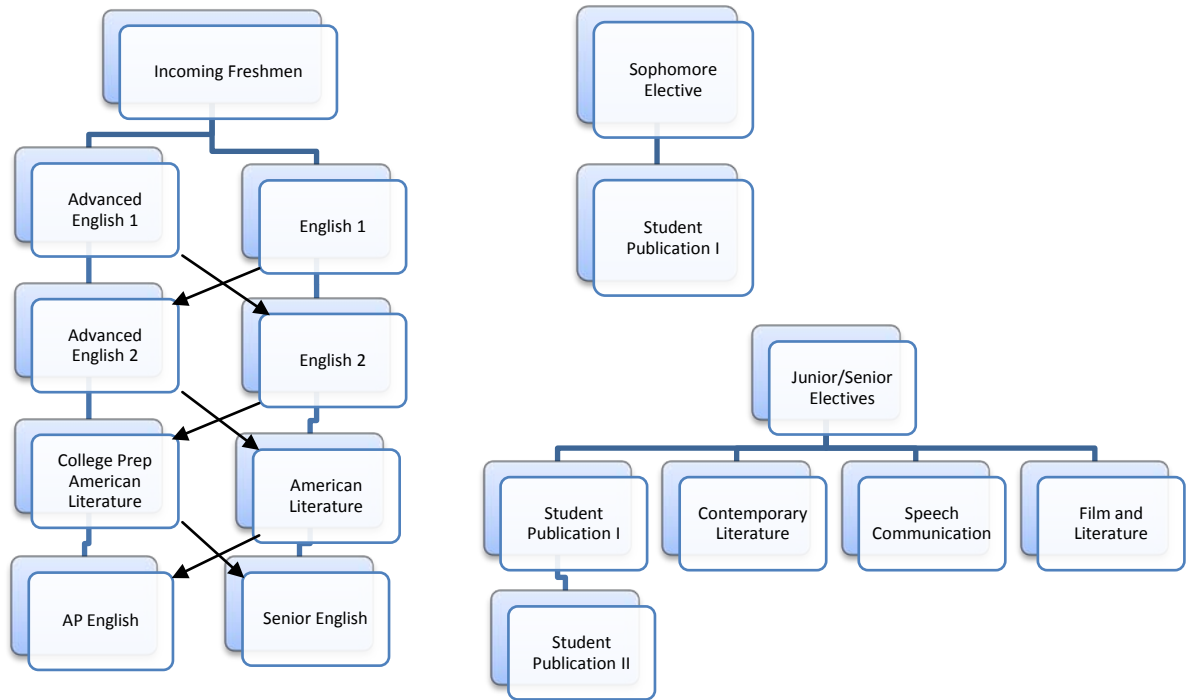 Incoming Freshmen
Advanced
English 1
English 1
Advanced
English 2
English 2
College Prep
American
Literature
American
Literature
AP English
Senior English
Sophomore
Elective
Student
Publication I
Junior/Senior
Electives
Student
Publication I
Contemporary
Literature
Speech
Communication
Film and
Literature
Student
Publication II